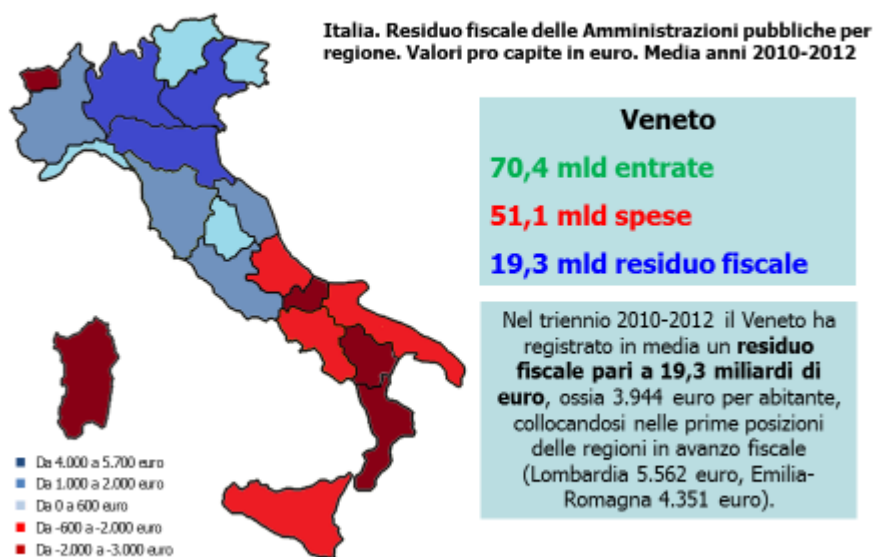 Italia. Residuo fiscale delle Amministrazioni pubbliche per
regione. Valori pro capite in euro. Media anni 2010-2012
Veneto
70,4 mld entrate
51,1 mld spese
19,3 mld residuo fiscale
Nel triennio 2010-2012 il Veneto ha
registrato in media un residuo
fiscale pari a 19,3 miliardi di
euro, ossia 3.944 euro per abitante,
collocandosi nelle prime posizioni
delle regioni in avanzo fiscale
(Lombardia 5.562 euro, Emilia-
Romagna 4.351 euro).
Da 4.000 a 5.700 euro
Da 1.000 a 2.000 euro
Da 0 a 600 euro
Da -600 a -2.000 euro
Da -2.000 a -3.000 euro